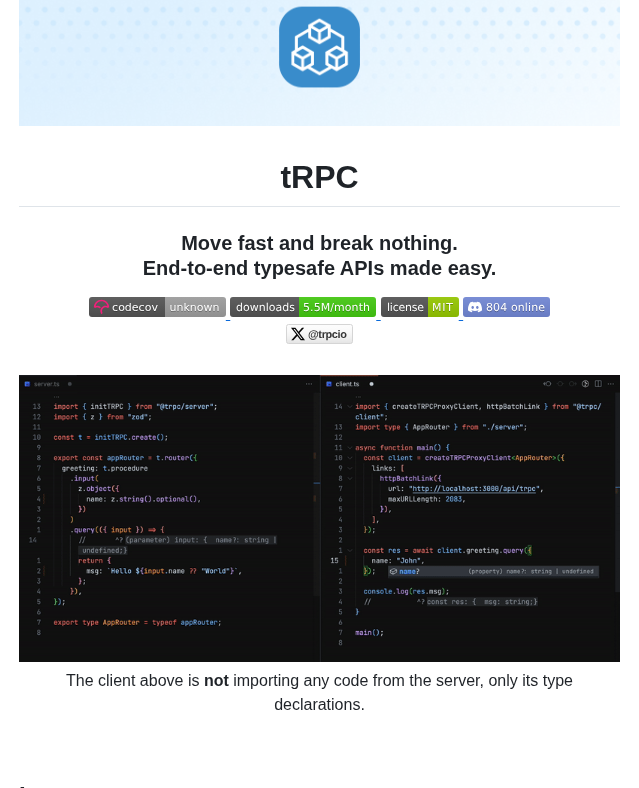 tRPC
Move fast and break nothing.
End-to-end typesafe APIs made easy.
codecov unknown downloads 5.5M/month license MIT 804 online
@trpcio
server.ts
13 import { initTRPC } from "@trpc/server";
12 import { z } from "zod";
11
10 const t = initTRPC.create();
9
8 export const appRouter = t.router({
7 greeting: t.procedure
6 .input(
5 z.object({
4 name: z.string().optional(),
3 })
2 )
1 .query(({ input }) => {
14 // ^?(parameter) input: { name?: string |
undefined;}
1 return {
2 msg: `Hello ${input.name ?? "World"}`,
3 };
4 }),
5 });
6
7 export type AppRouter = typeof appRouter;
8
client.ts
14 import { createTRPCProxyClient, httpBatchLink } from "@trpc/
client";
13 import type { AppRouter } from "./server";
12
11 async function main() {
10 const client = createTRPCProxyClient<AppRouter>({
9 links: [
8 httpBatchLink({
7 url: "http://localhost:3000/api/trpc",
6 maxURLLength: 2083,
5 }),
4 ],
3 });
2
1 const res = await client.greeting.query({
15 name: "John",
1 }); name? (property) name?: string | undefined
2
3 console.log(res.msg);
4 // ^?const res: { msg: string;}
5 }
6
7 main();
8
The client above is not importing any code from the server, only its type
declarations.